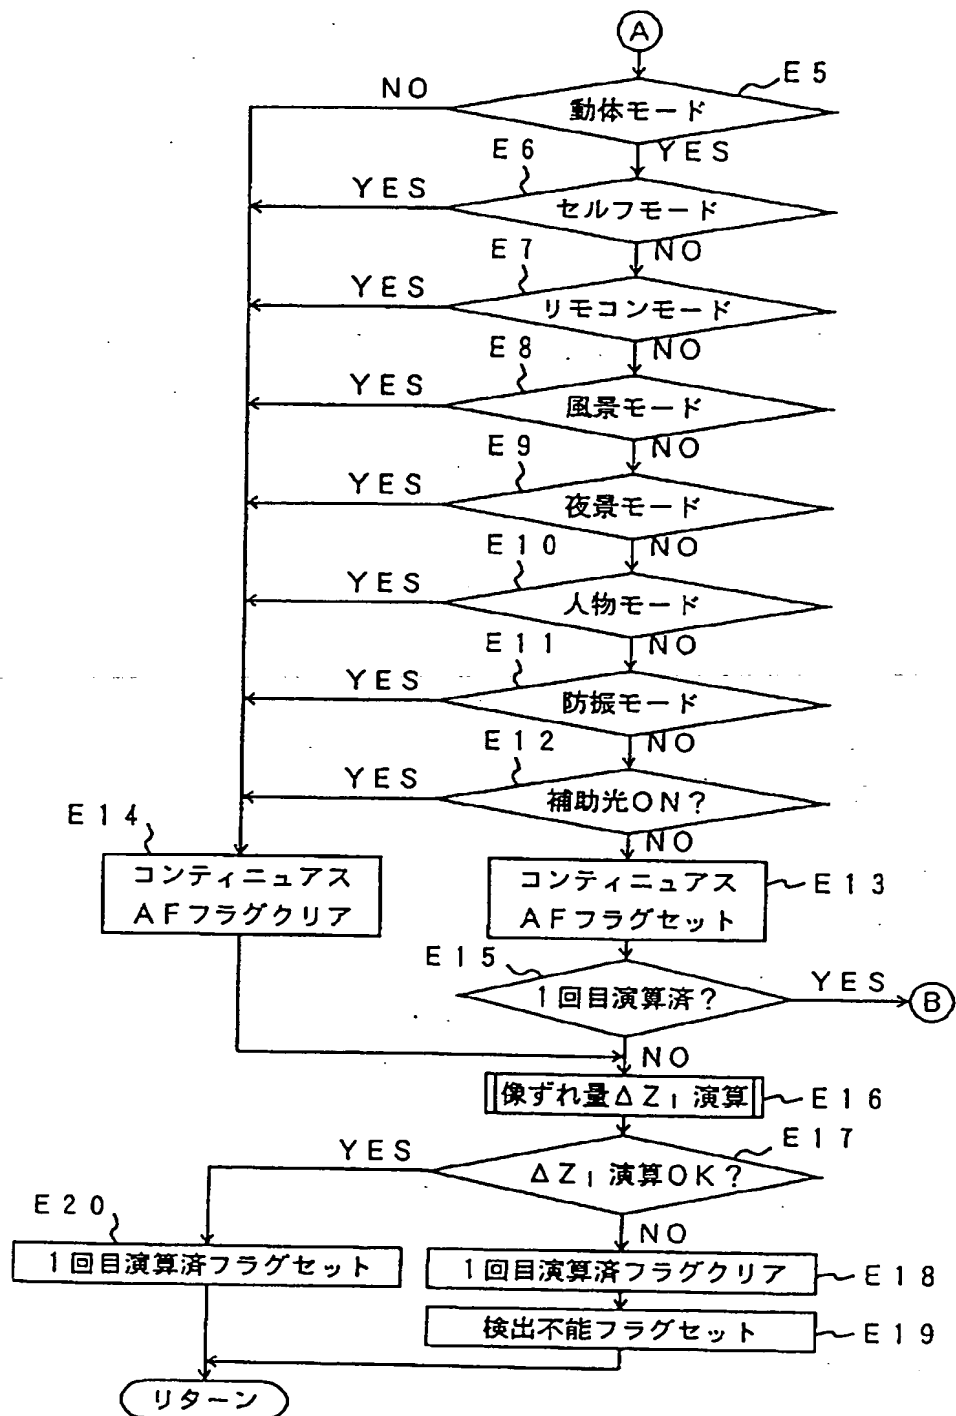 A
E5
NO
動体モード
YES
E6
YES
セルフモード
NO
E7
YES
リモコンモード
NO
E8
YES
風景モード
NO
E9
YES
夜景モード
NO
E10
YES
人物モード
NO
E11
YES
防振モード
NO
E12
YES
補助光ON?
NO
E14
コンティニュアス
AFフラグクリア
コンティニュアス
AFフラグセット
E13
E15
1回目演算済?
YES
B
NO
像ずれ量ΔZ₁演算
E16
E17
YES
ΔZ₁演算OK?
NO
E20
1回目演算済フラグセット
1回目演算済フラグクリア
E18
検出不能フラグセット
E19
リターン